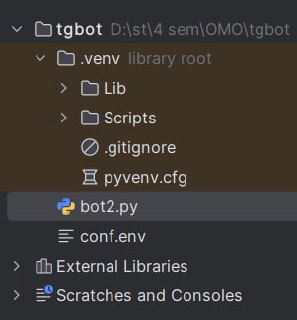 tgbot D:\st\4 sem\OMO\tgbot
.venv library root
Lib
Scripts
.gitignore
pyvenv.cfg
bot2.py
conf.env
External Libraries
Scratches and Consoles